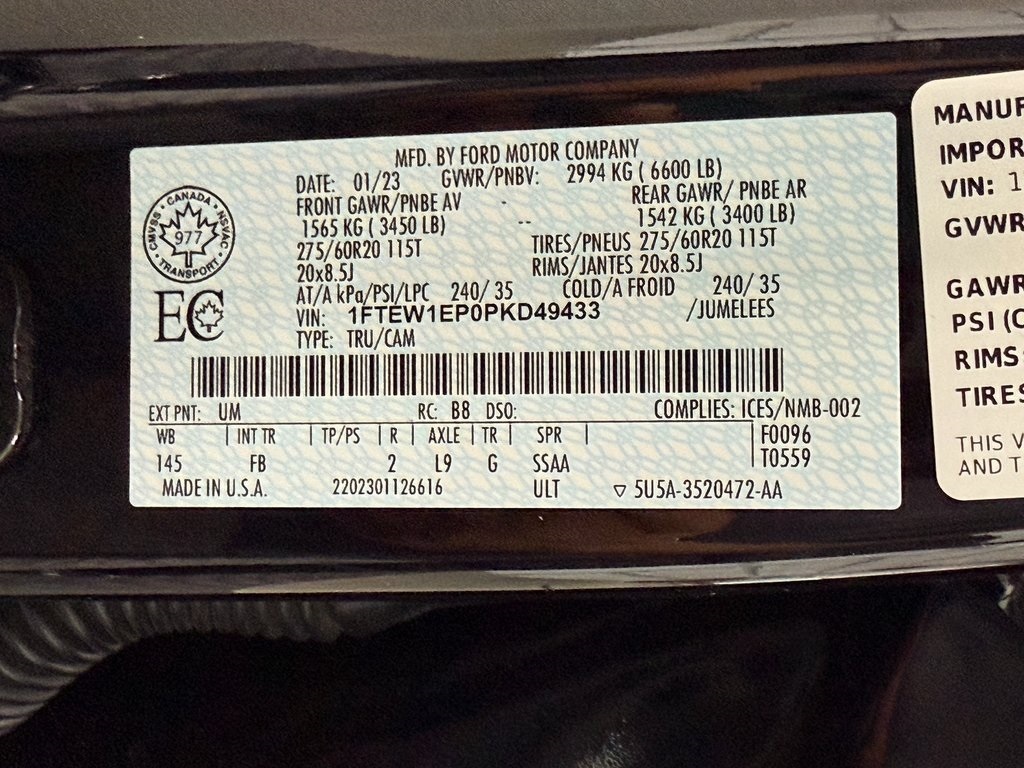 MFD. BY FORD MOTOR COMPANY
DATE: 01/23 GVWR/PNBV: 2994 KG ( 6600 LB)
FRONT GAWR/PNBE AV REAR GAWR/ PNBE AR
1565 KG ( 3450 LB) -- 1542 KG ( 3400 LB)
275/60R20 115T TIRES/PNEUS 275/60R20 115T
20x8.5J RIMS/JANTES 20x8.5J
AT/A kPa/PSI/LPC 240/ 35 COLD/A FROID 240/ 35
VIN: 1FTEW1EP0PKD49433 /JUMELEES
TYPE: TRU/CAM
CMVSS • CANADA • NSVAC • TRANSPORT •
977
EC
EXT PNT: UM RC: B8 DSO: COMPLIES: ICES/NMB-002
WB | INT TR | TP/PS | R | AXLE | TR | SPR | F0096
145 FB 2 L9 G SSAA T0559
MADE IN U.S.A. 2202301126616 ULT ▽ 5U5A-3520472-AA
MANUF
IMPOR
VIN: 1
GVWR
GAWR
PSI (C
RIMS
TIRES
THIS V
AND T